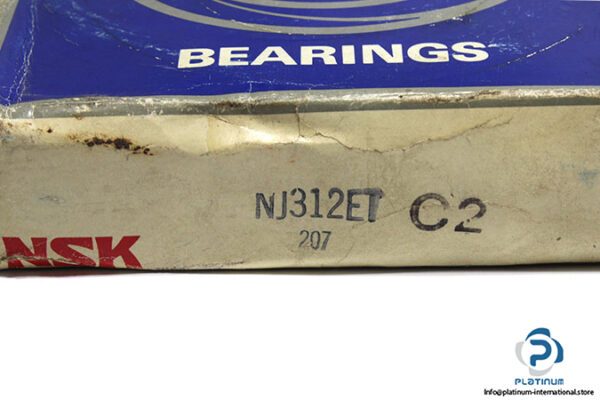 BEARINGS
NJ312ET C2
207
NSK
PLATINUM
Info@platinum-international.store